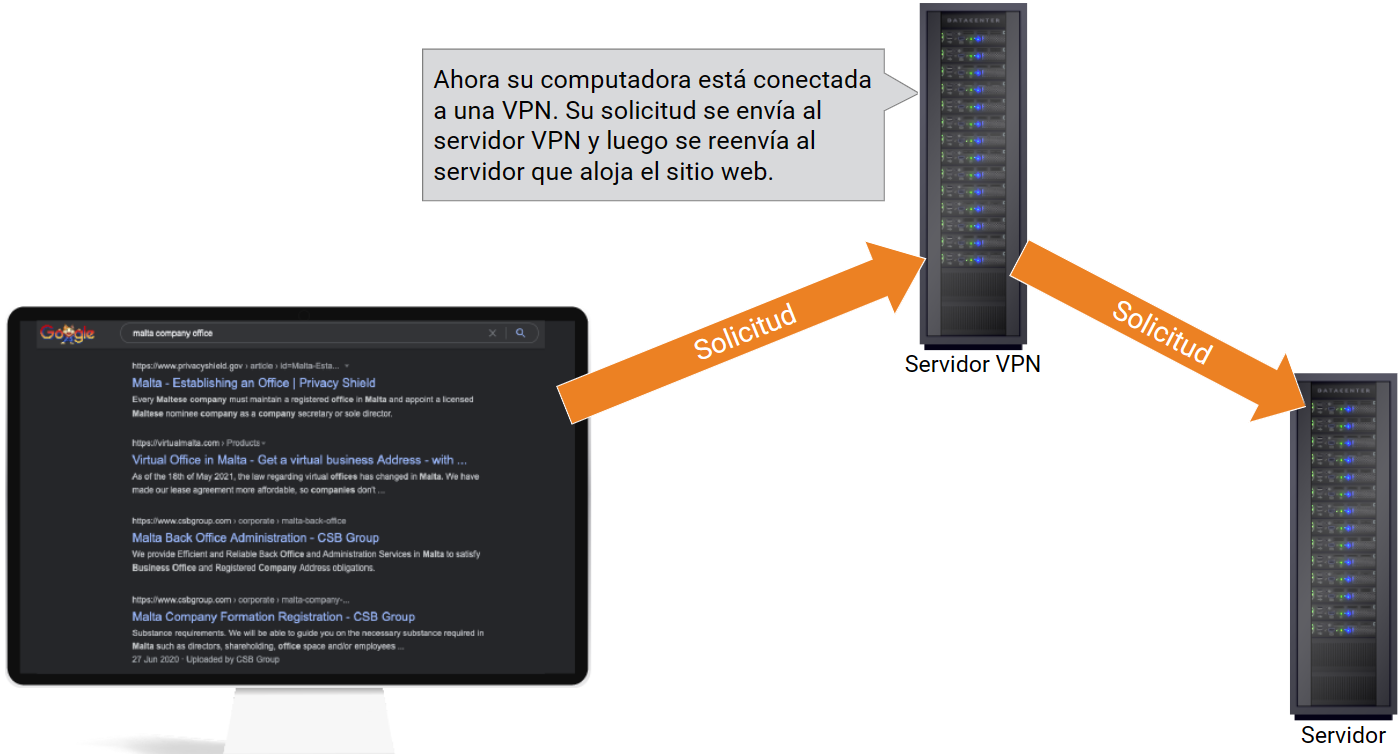 DATACENTER
Ahora su computadora está conectada
a una VPN. Su solicitud se envía al
servidor VPN y luego se reenvía al
servidor que aloja el sitio web.
Solicitud
Solicitud
Servidor VPN
Google
malta company office
https://www.privacyshield.gov › article › id=Malta-Esta...
Malta - Establishing an Office | Privacy Shield
Every Maltese company must maintain a registered office in Malta and appoint a licensed
Maltese nominee company as a company secretary or sole director.
https://virtualmalta.com › Products
Virtual Office in Malta - Get a virtual business Address - with ...
As of the 18th of May 2021, the law regarding virtual offices has changed in Malta. We have
made our lease agreement more affordable, so companies don't ...
https://www.csbgroup.com › corporate › malta-back-office
Malta Back Office Administration - CSB Group
We provide Efficient and Reliable Back Office and Administration Services in Malta to satisfy
Business Office and Registered Company Address obligations.
https://www.csbgroup.com › corporate › malta-company-...
Malta Company Formation Registration - CSB Group
Substance requirements. We will be able to guide you on the necessary substance required in
Malta such as directors, shareholding, office space and/or employees ...
27 Jun 2020 · Uploaded by CSB Group
DATACENTER
Servidor